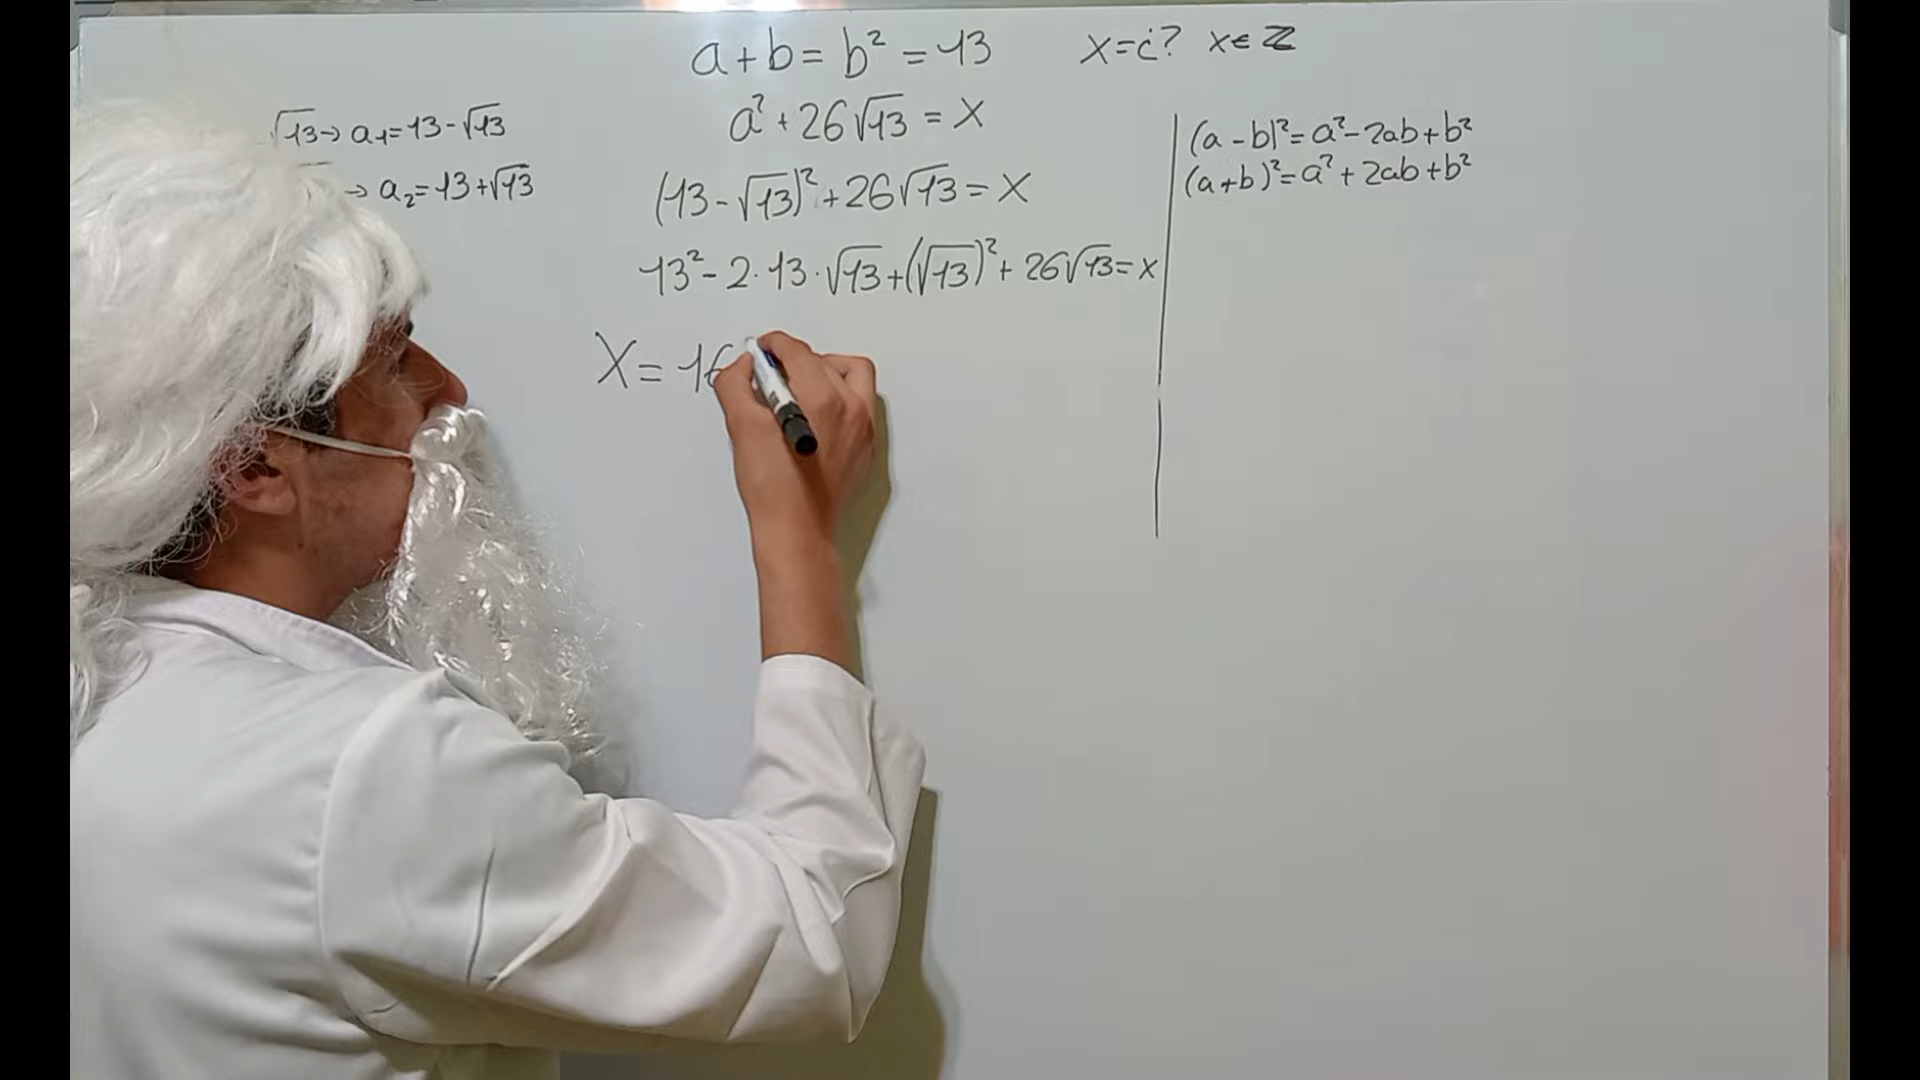 a+b=b²=13
x=¿? x∈ℤ
a²+26√13=x
√13→a₁=13-√13
→a₂=13+√13
(13-√13)²+26√13=x
13²-2·13·√13+(√13)²+26√13=x
x=16
(a-b)²=a²-2ab+b²
(a+b)²=a²+2ab+b²